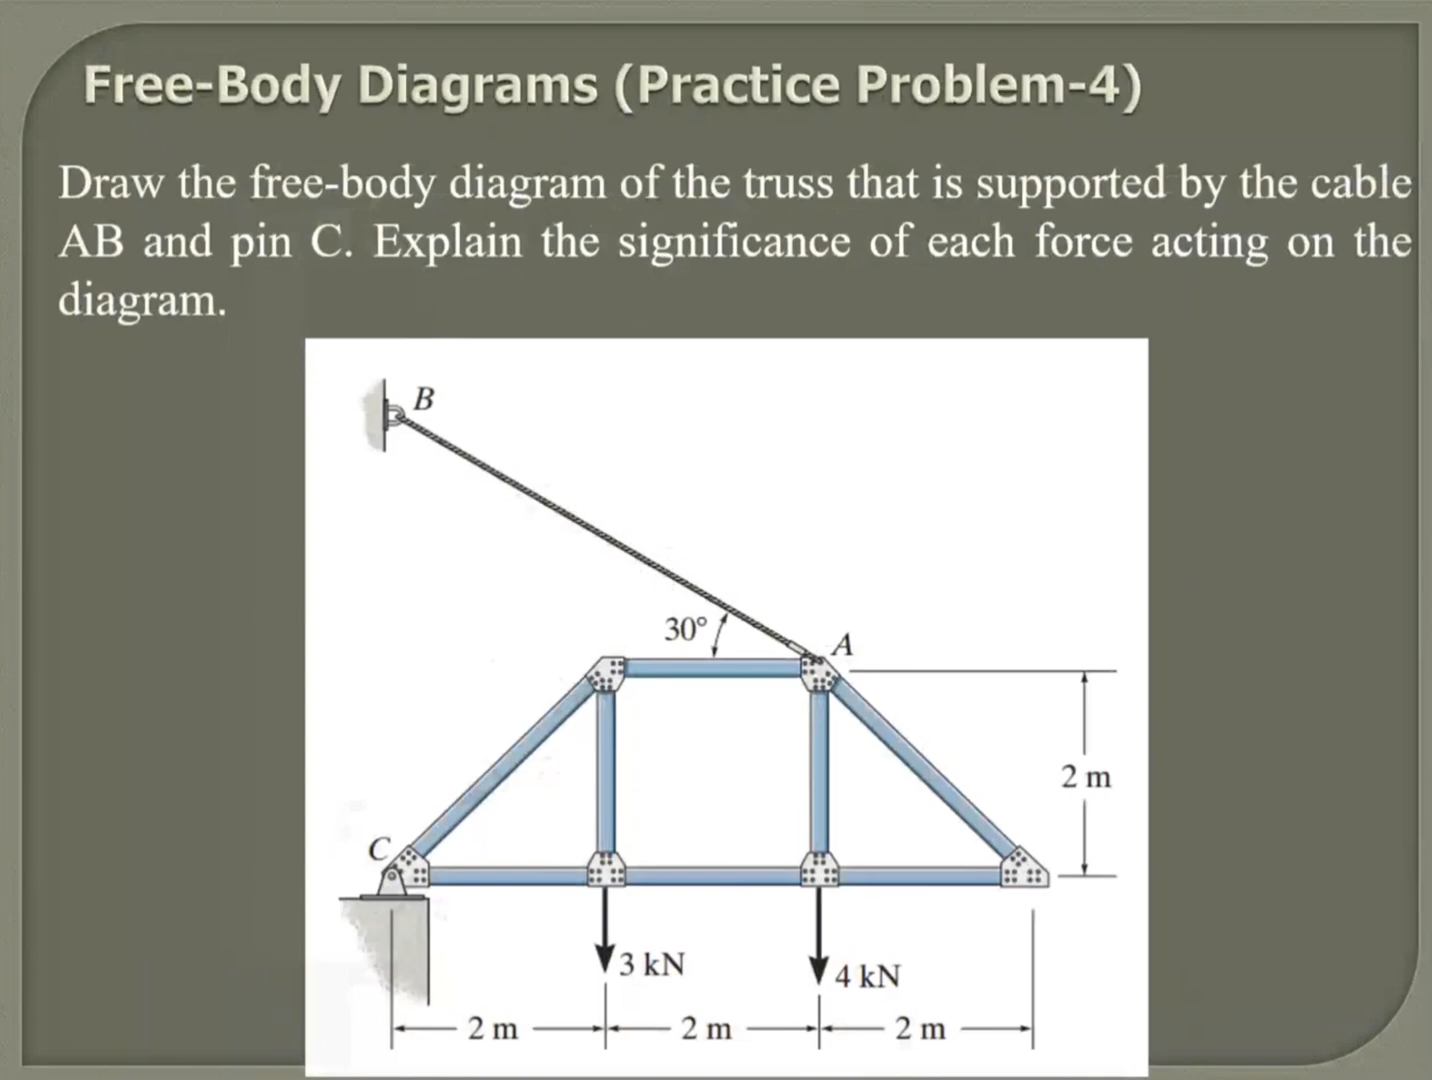 Free-Body Diagrams (Practice Problem-4)
Draw the free-body diagram of the truss that is supported by the cable
AB and pin C. Explain the significance of each force acting on the
diagram.
B
30°
A
2 m
C
3 kN
4 kN
2 m
2 m
2 m